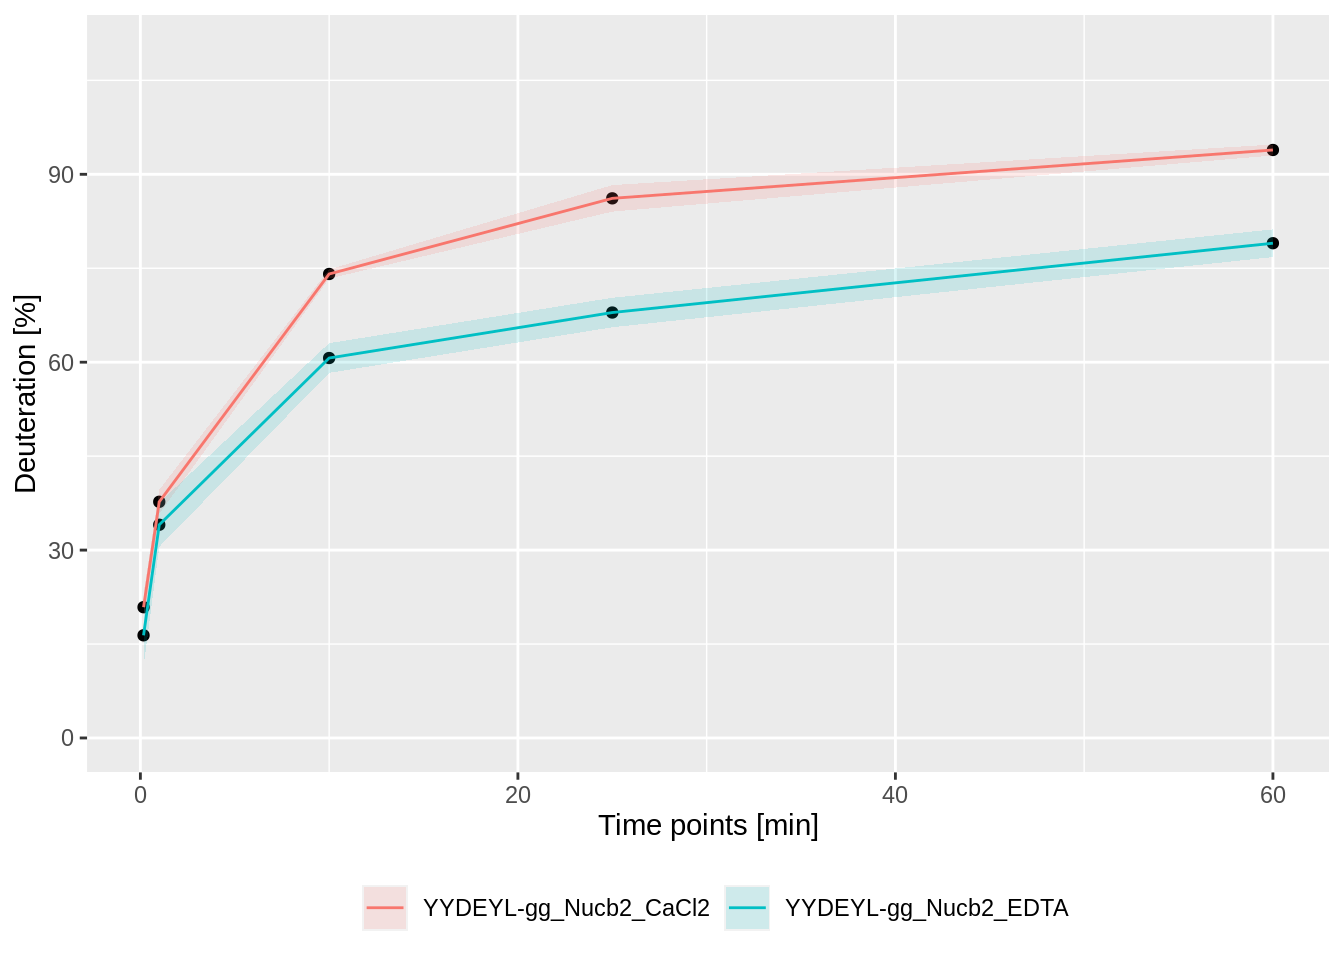 Deuteration [%]
90
60
30
0
0 20 40 60
Time points [min]
YYDEYL-gg_Nucb2_CaCl2 YYDEYL-gg_Nucb2_EDTA